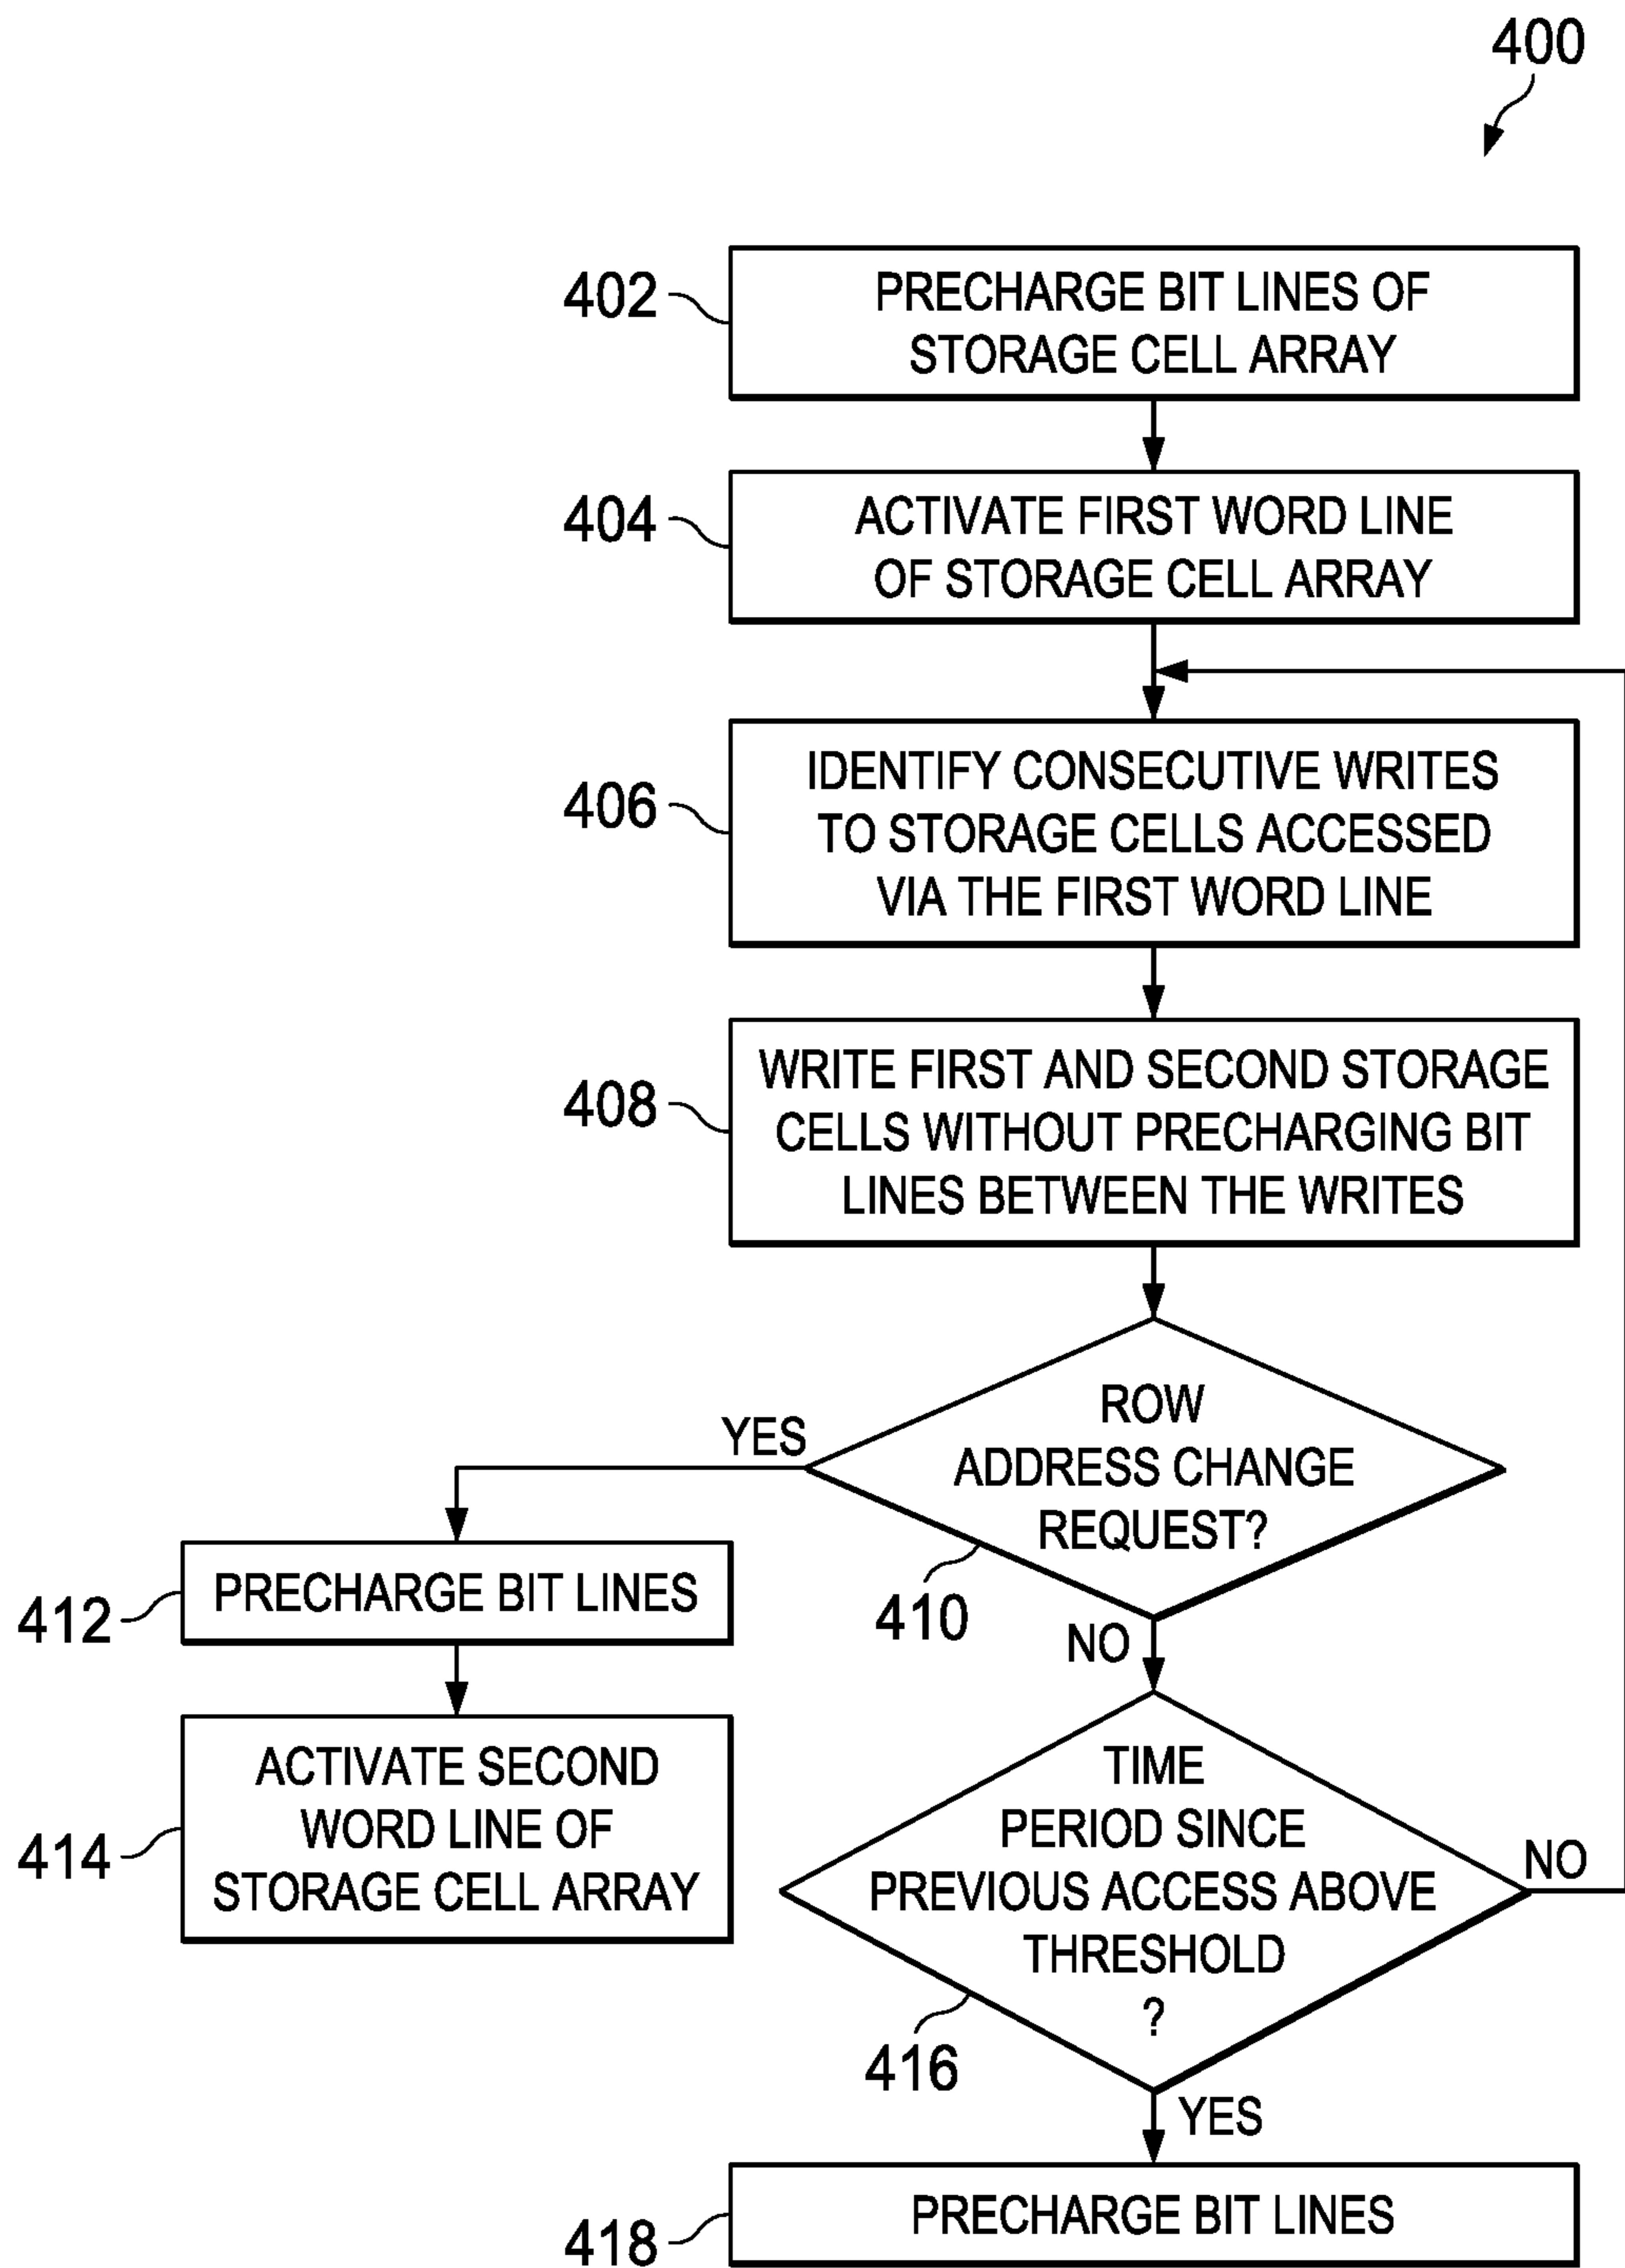 400
402
PRECHARGE BIT LINES OF
STORAGE CELL ARRAY
404
ACTIVATE FIRST WORD LINE
OF STORAGE CELL ARRAY
406
IDENTIFY CONSECUTIVE WRITES
TO STORAGE CELLS ACCESSED
VIA THE FIRST WORD LINE
408
WRITE FIRST AND SECOND STORAGE
CELLS WITHOUT PRECHARGING BIT
LINES BETWEEN THE WRITES
ROW
ADDRESS CHANGE
REQUEST?
YES
410
NO
412
PRECHARGE BIT LINES
414
ACTIVATE SECOND
WORD LINE OF
STORAGE CELL ARRAY
TIME
PERIOD SINCE
PREVIOUS ACCESS ABOVE
THRESHOLD
?
NO
416
YES
418
PRECHARGE BIT LINES